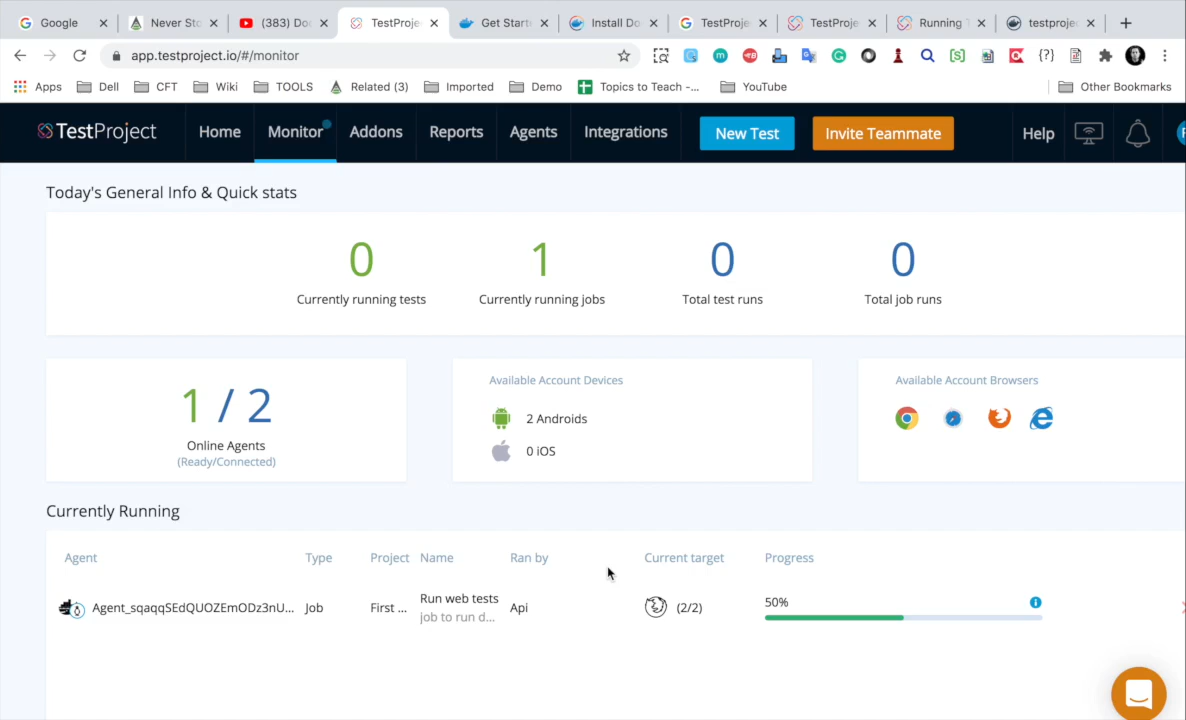 Google
Never Sto
(383) Doc
TestProje
Get Starte
Install Do
TestProje
TestProje
Running T
testprojec
app.testproject.io/#/monitor
Apps
Dell
CFT
Wiki
TOOLS
Related (3)
Imported
Demo
Topics to Teach -...
YouTube
Other Bookmarks
TestProject
Home
Monitor
Addons
Reports
Agents
Integrations
New Test
Invite Teammate
Help
Today's General Info & Quick stats
0
Currently running tests
1
Currently running jobs
0
Total test runs
0
Total job runs
1 / 2
Online Agents
(Ready/Connected)
Available Account Devices
2 Androids
0 iOS
Available Account Browsers
Currently Running
Agent Type Project Name Ran by Current target Progress
Agent_sqaqqSEdQUOZEmODz3nU... Job First ... Run web tests Api (2/2) 50%
job to run d...